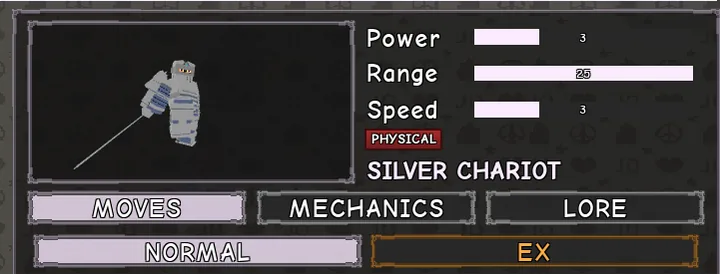 Power 3
Range 25
Speed 3
PHYSICAL
SILVER CHARIOT
MOVES MECHANICS LORE
NORMAL EX